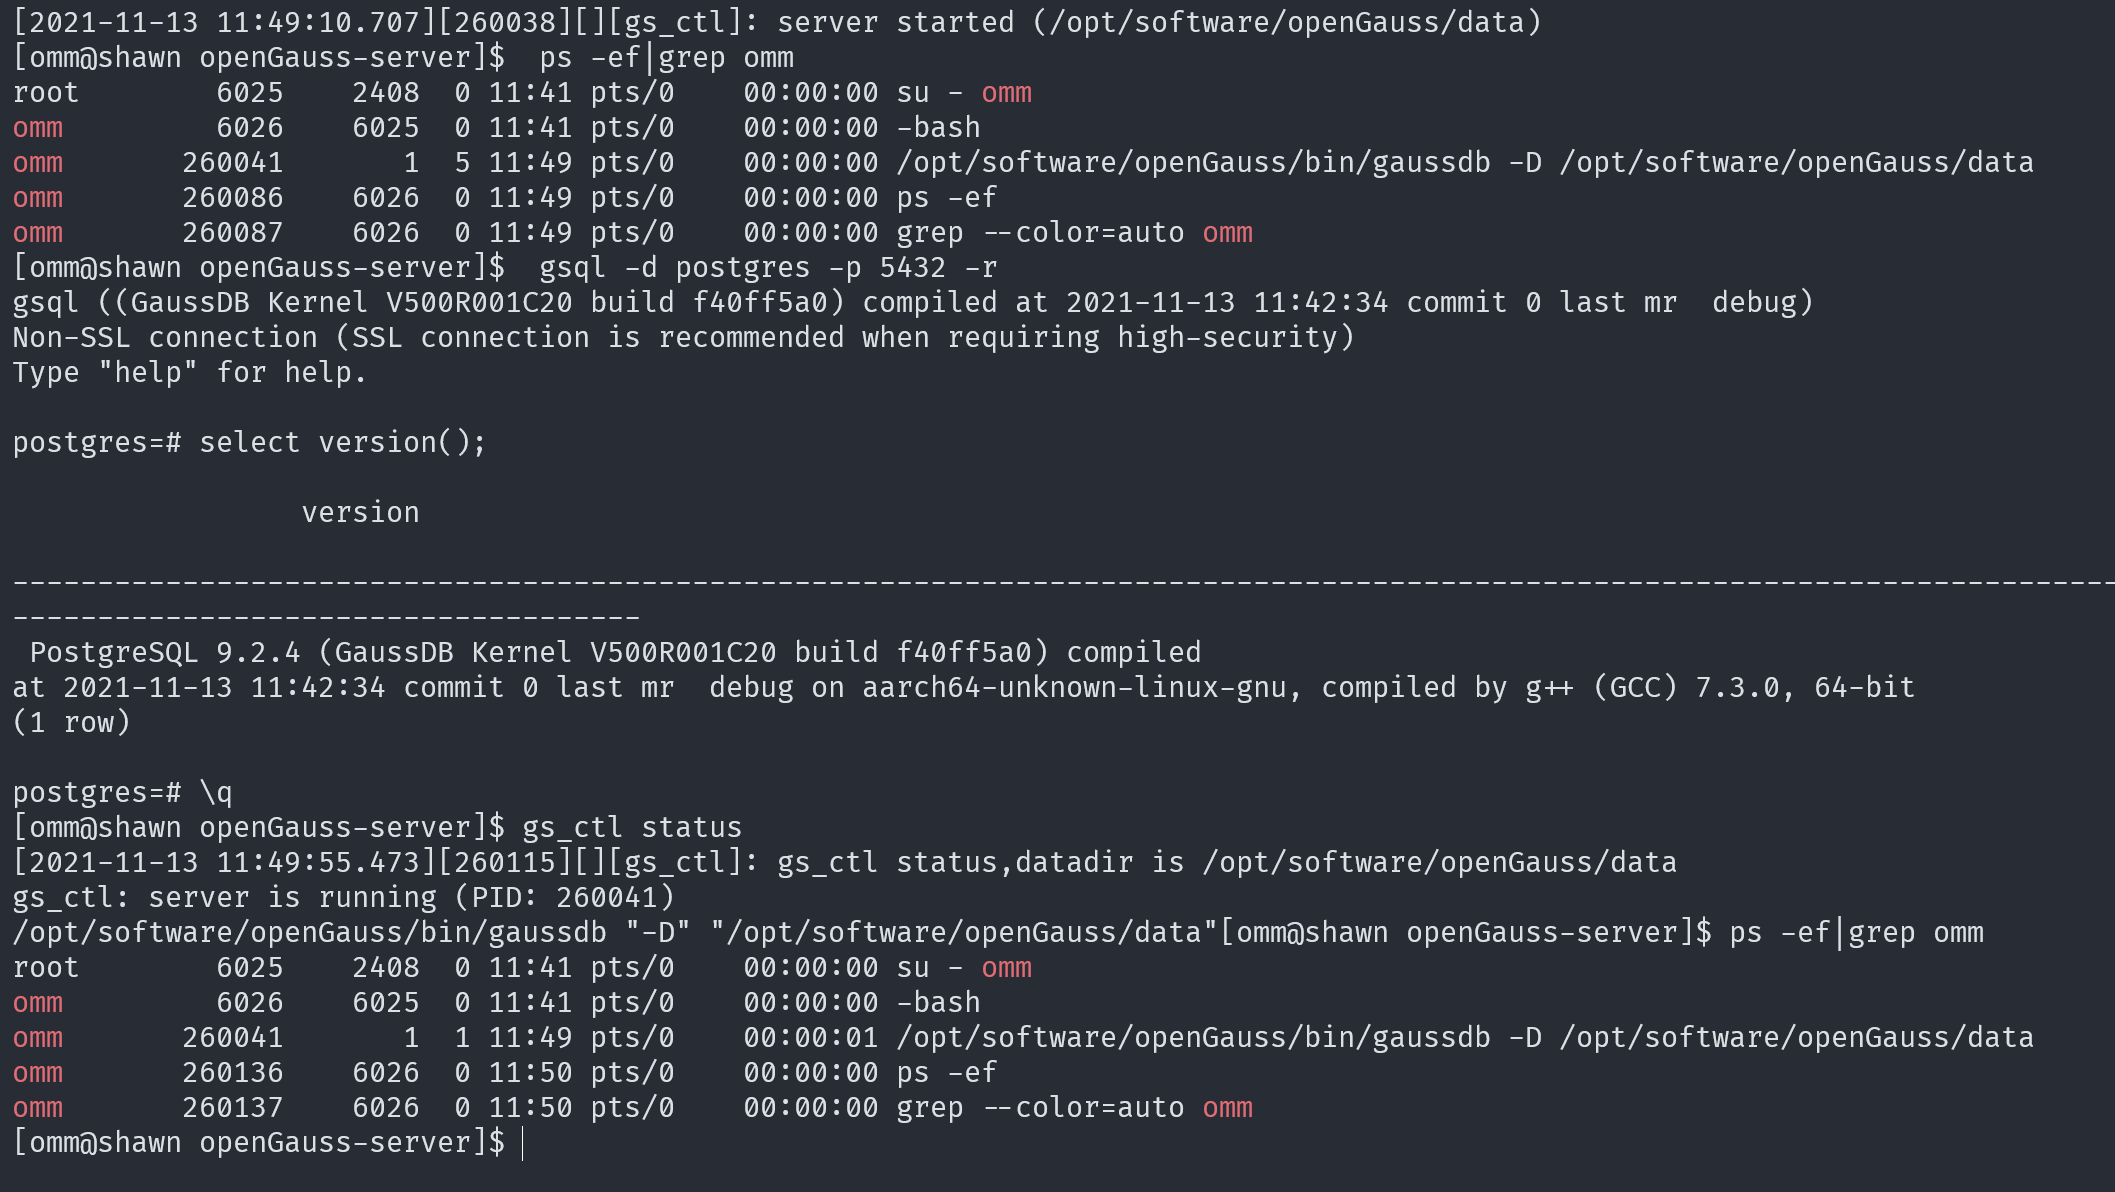 [2021-11-13 11:49:10.707][260038][][gs_ctl]: server started (/opt/software/openGauss/data)
[omm@shawn openGauss-server]$  ps -ef|grep omm
root        6025    2408  0 11:41 pts/0    00:00:00 su - omm
omm         6026    6025  0 11:41 pts/0    00:00:00 -bash
omm       260041       1  5 11:49 pts/0    00:00:00 /opt/software/openGauss/bin/gaussdb -D /opt/software/openGauss/data
omm       260086    6026  0 11:49 pts/0    00:00:00 ps -ef
omm       260087    6026  0 11:49 pts/0    00:00:00 grep --color=auto omm
[omm@shawn openGauss-server]$  gsql -d postgres -p 5432 -r
gsql ((GaussDB Kernel V500R001C20 build f40ff5a0) compiled at 2021-11-13 11:42:34 commit 0 last mr  debug)
Non-SSL connection (SSL connection is recommended when requiring high-security)
Type "help" for help.

postgres=# select version();

                 version

----------------------------------------------------------------------------------------------------------------------------
-------------------------------------
 PostgreSQL 9.2.4 (GaussDB Kernel V500R001C20 build f40ff5a0) compiled
at 2021-11-13 11:42:34 commit 0 last mr  debug on aarch64-unknown-linux-gnu, compiled by g++ (GCC) 7.3.0, 64-bit
(1 row)

postgres=# \q
[omm@shawn openGauss-server]$ gs_ctl status
[2021-11-13 11:49:55.473][260115][][gs_ctl]: gs_ctl status,datadir is /opt/software/openGauss/data
gs_ctl: server is running (PID: 260041)
/opt/software/openGauss/bin/gaussdb "-D" "/opt/software/openGauss/data"[omm@shawn openGauss-server]$ ps -ef|grep omm
root        6025    2408  0 11:41 pts/0    00:00:00 su - omm
omm         6026    6025  0 11:41 pts/0    00:00:00 -bash
omm       260041       1  1 11:49 pts/0    00:00:01 /opt/software/openGauss/bin/gaussdb -D /opt/software/openGauss/data
omm       260136    6026  0 11:50 pts/0    00:00:00 ps -ef
omm       260137    6026  0 11:50 pts/0    00:00:00 grep --color=auto omm
[omm@shawn openGauss-server]$